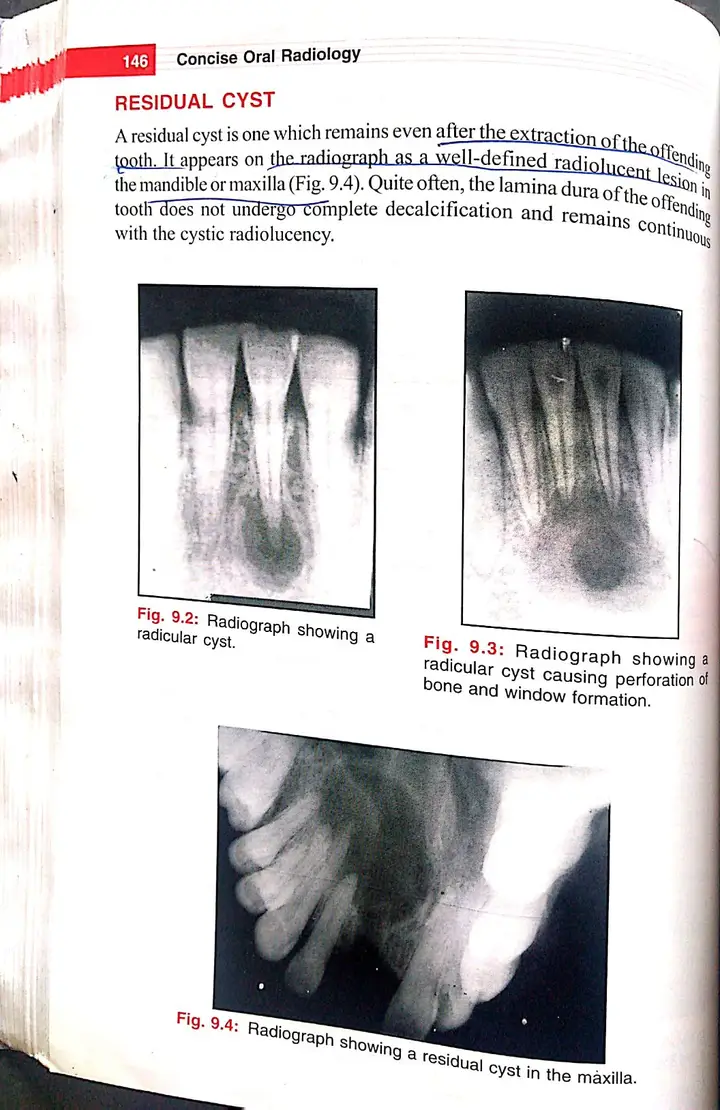 146 Concise Oral Radiology
RESIDUAL CYST
A residual cyst is one which remains even after the extraction of the offending
tooth. It appears on the radiograph as a well-defined radiolucent lesion in
the mandible or maxilla (Fig. 9.4). Quite often, the lamina dura of the offending
tooth does not undergo complete decalcification and remains continuous
with the cystic radiolucency.
Fig. 9.2: Radiograph showing a
radicular cyst.
Fig. 9.3: Radiograph showing a
radicular cyst causing perforation of
bone and window formation.
Fig. 9.4: Radiograph showing a residual cyst in the maxilla.